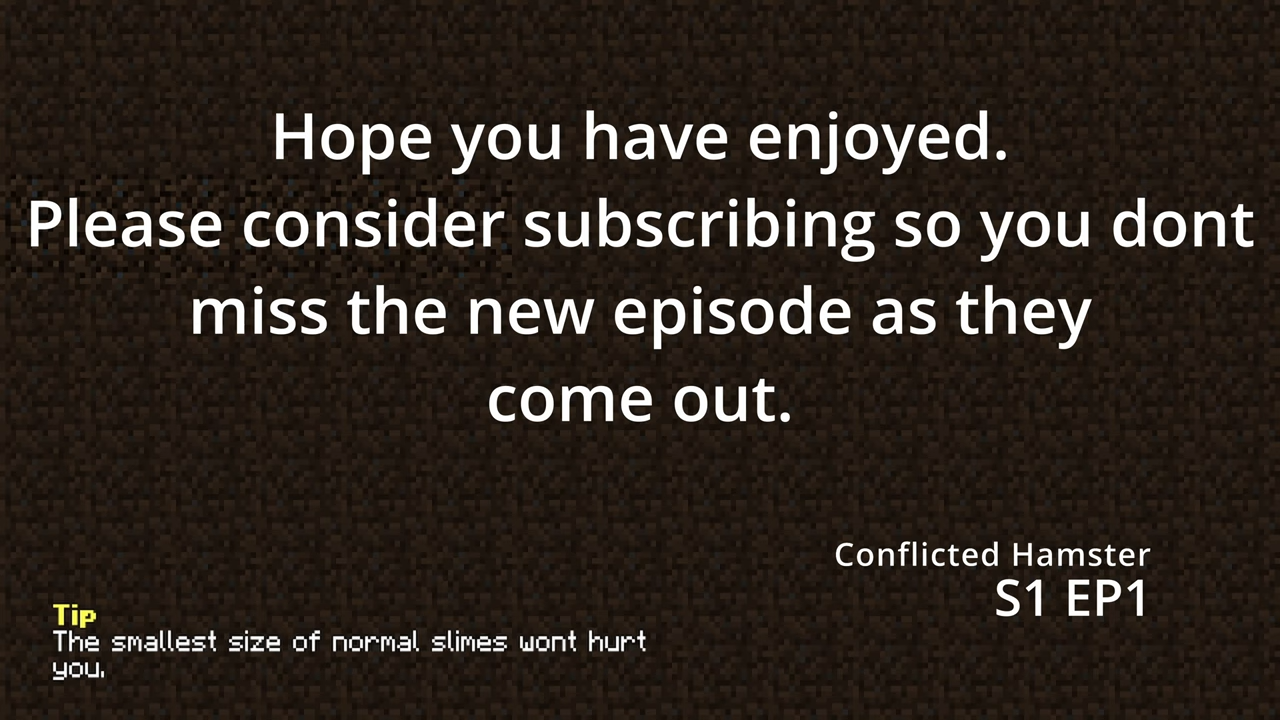 Hope you have enjoyed.
Please consider subscribing so you dont
miss the new episode as they
come out.
Conflicted Hamster
S1 EP1
Tip
The smallest size of normal slimes wont hurt
you.